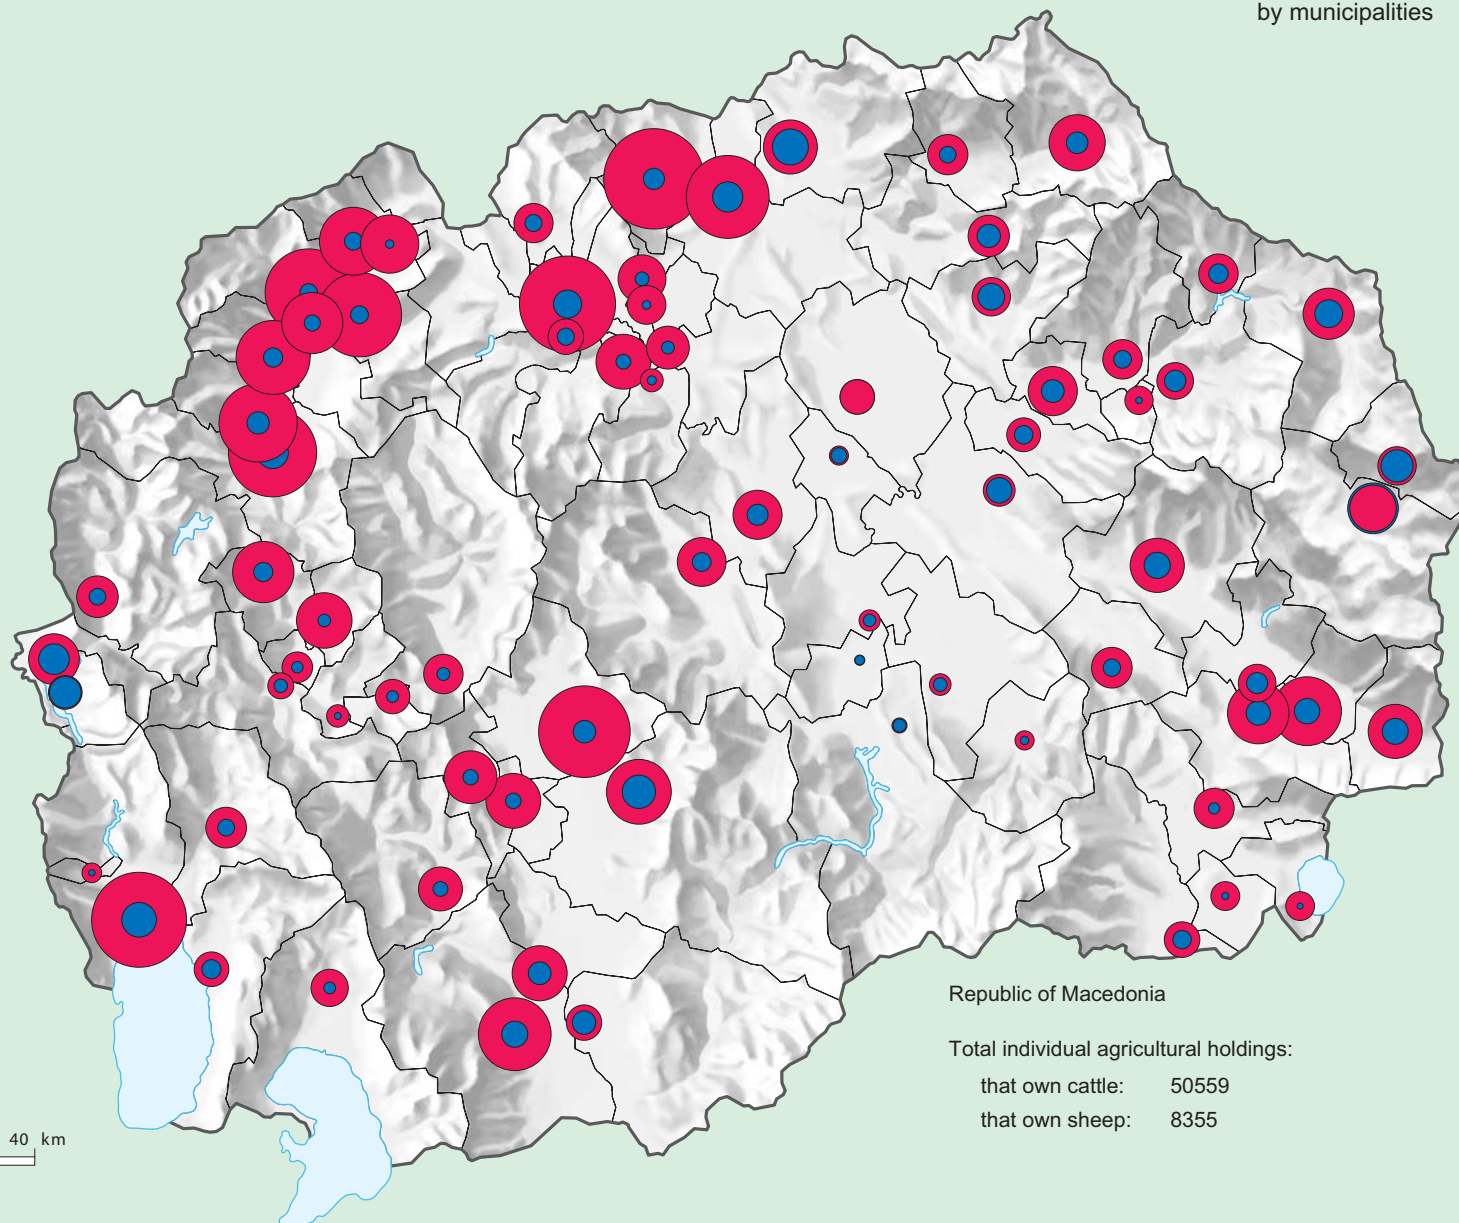 by municipalities
Republic of Macedonia
Total individual agricultural holdings:
that own cattle: 50559
that own sheep: 8355
40 km